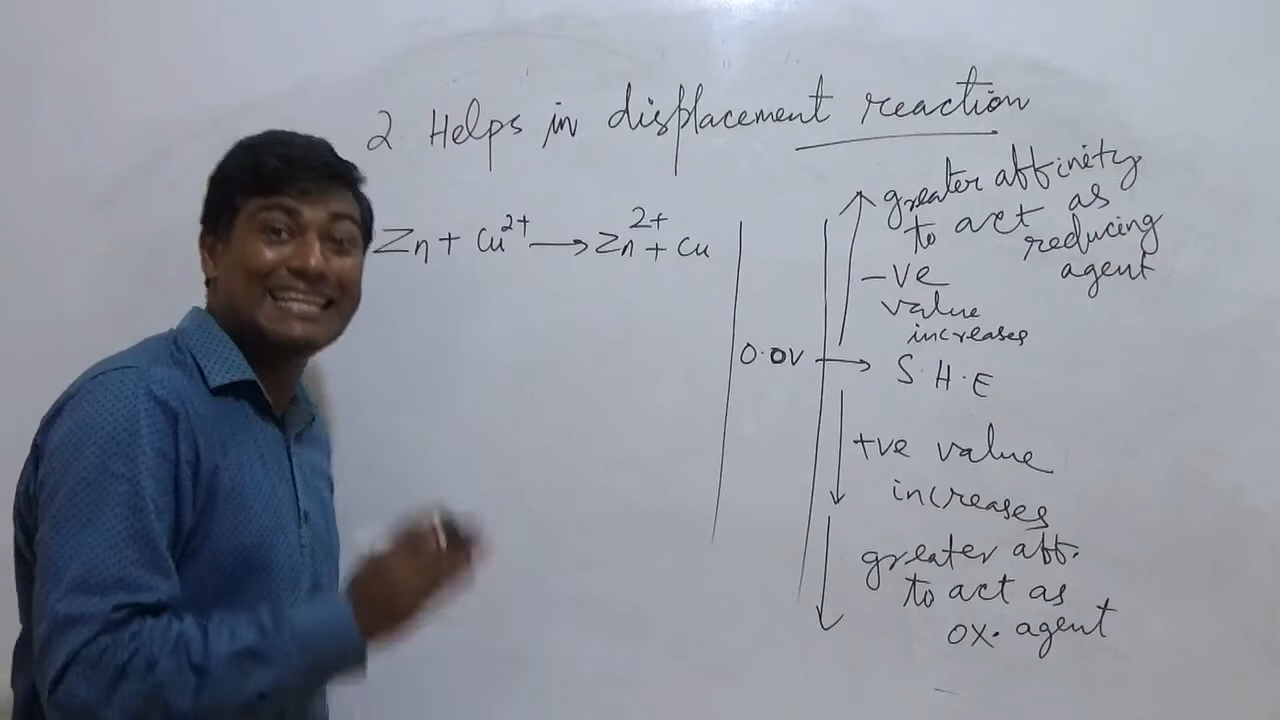 2 Helps in displacement reaction
Zn + Cu²⁺ → Zn²⁺ + Cu
greater affinity
to act as
reducing
agent
-ve
value
increases
0.0V → S.H.E
+ve value
increases
greater aff.
to act as
ox. agent